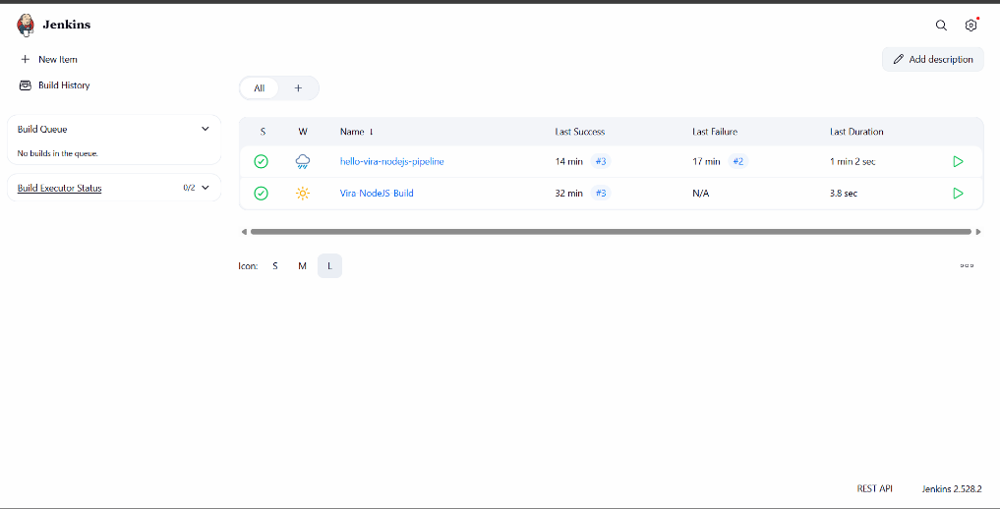 Jenkins
New Item
Build History
Add description
Build Queue
No builds in the queue.
Build Executor Status 0/2
All +
S W Name ↓ Last Success Last Failure Last Duration
hello-vira-nodejs-pipeline 14 min #3 17 min #2 1 min 2 sec
Vira-NodeJS-Build 32 min #3 N/A 3.8 sec
Icon: S M L
REST API Jenkins 2.528.2